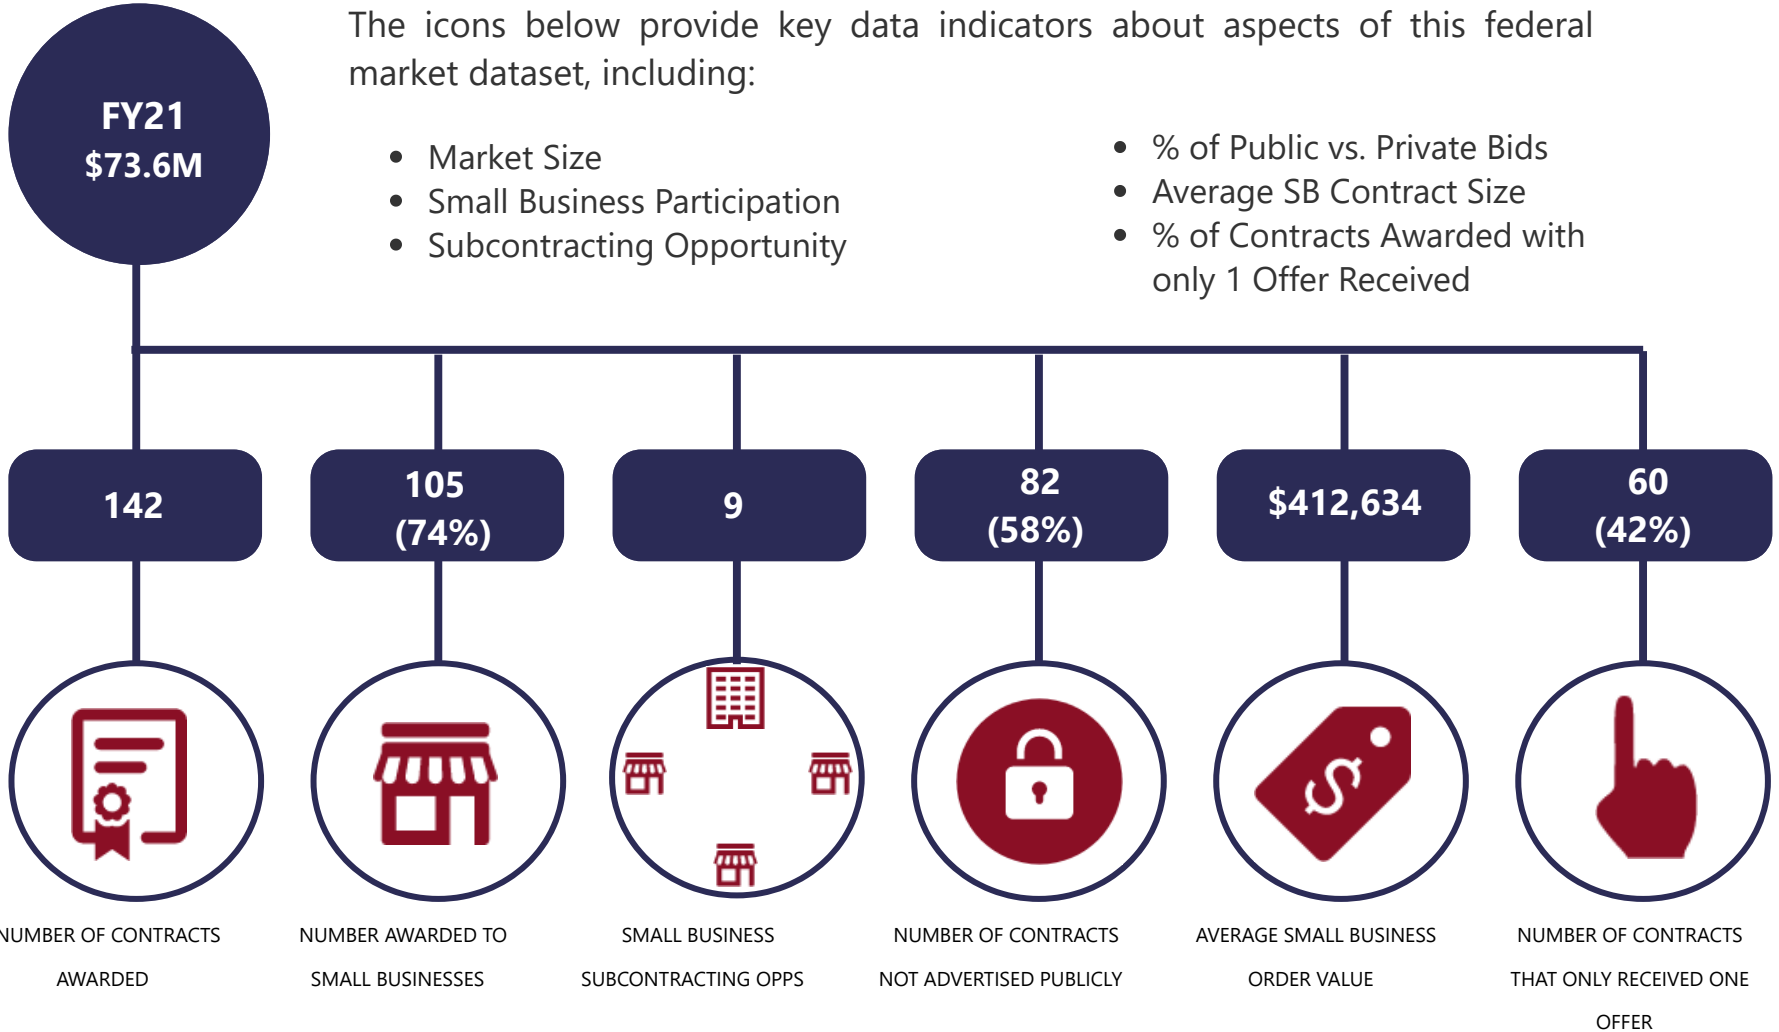 FY21
$73.6M
The icons below provide key data indicators about aspects of this federal
market dataset, including:
• Market Size
• Small Business Participation
• Subcontracting Opportunity
• % of Public vs. Private Bids
• Average SB Contract Size
• % of Contracts Awarded with
only 1 Offer Received
142
105
(74%)
9
82
(58%)
$412,634
60
(42%)
$
NUMBER OF CONTRACTS
AWARDED
NUMBER AWARDED TO
SMALL BUSINESSES
SMALL BUSINESS
SUBCONTRACTING OPPS
NUMBER OF CONTRACTS
NOT ADVERTISED PUBLICLY
AVERAGE SMALL BUSINESS
ORDER VALUE
NUMBER OF CONTRACTS
THAT ONLY RECEIVED ONE
OFFER